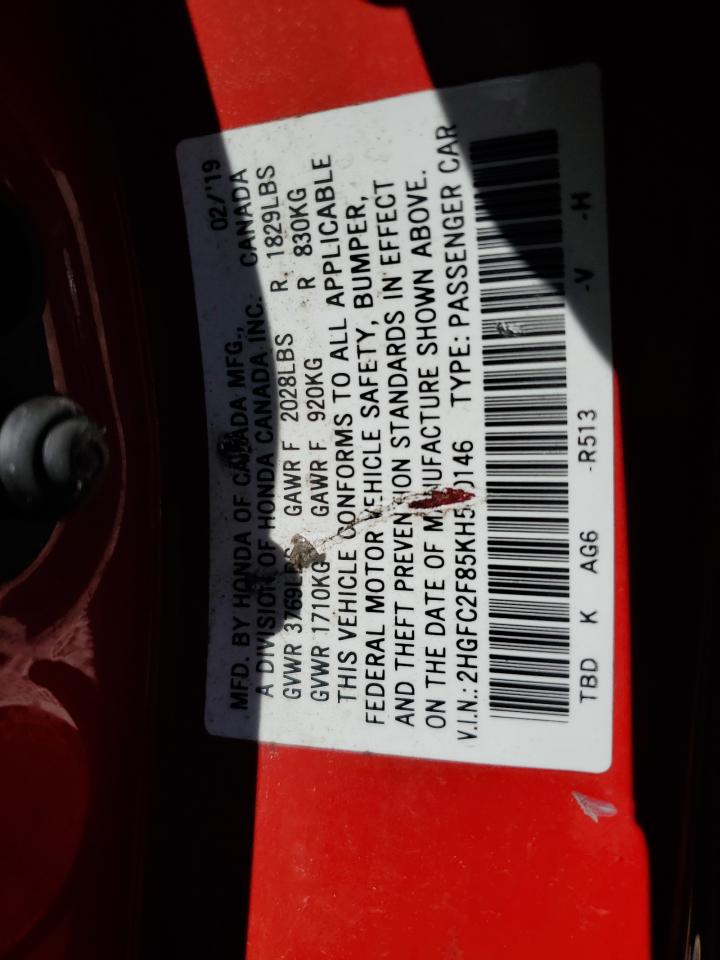 02/'19
MFD. BY HONDA OF CANADA MFG.,
A DIVISION OF HONDA CANADA INC. CANADA
GVWR 3769LBS GAWR F 2028LBS R 1829LBS
GVWR 1710KG GAWR F 920KG R 830KG
THIS VEHICLE CONFORMS TO ALL APPLICABLE
FEDERAL MOTOR VEHICLE SAFETY, BUMPER,
AND THEFT PREVENTION STANDARDS IN EFFECT
ON THE DATE OF MANUFACTURE SHOWN ABOVE.
V.I.N.: TYPE: PASSENGER CAR
TBD K AG6 -R513 -V -H